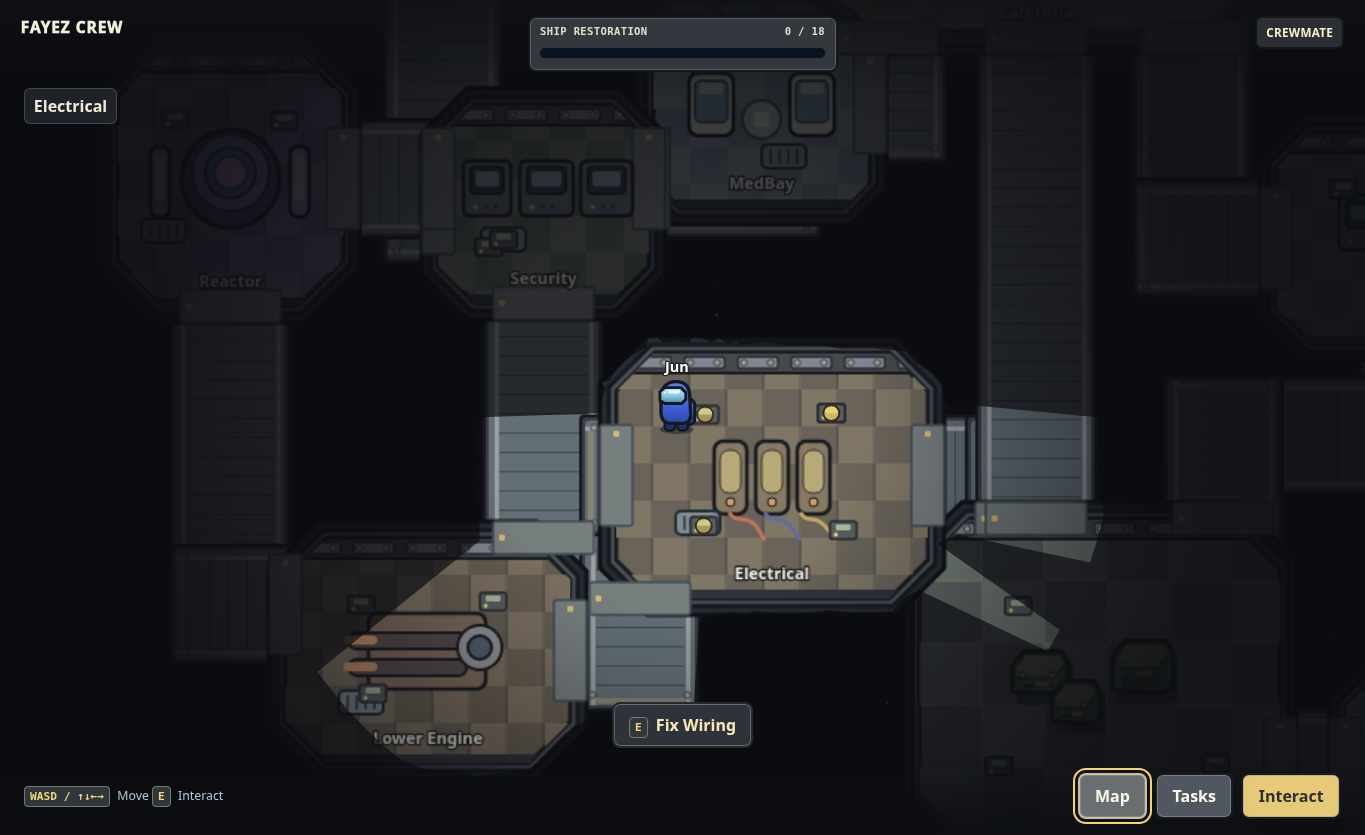 FAYEZ CREW
SHIP RESTORATION 0 / 18
CREWMATE
Cafeteria
Electrical
MedBay
Reactor
Security
Jun
Electrical
Lower Engine
E Fix Wiring
WASD / ↑↓←→ Move E Interact
Map
Tasks
Interact